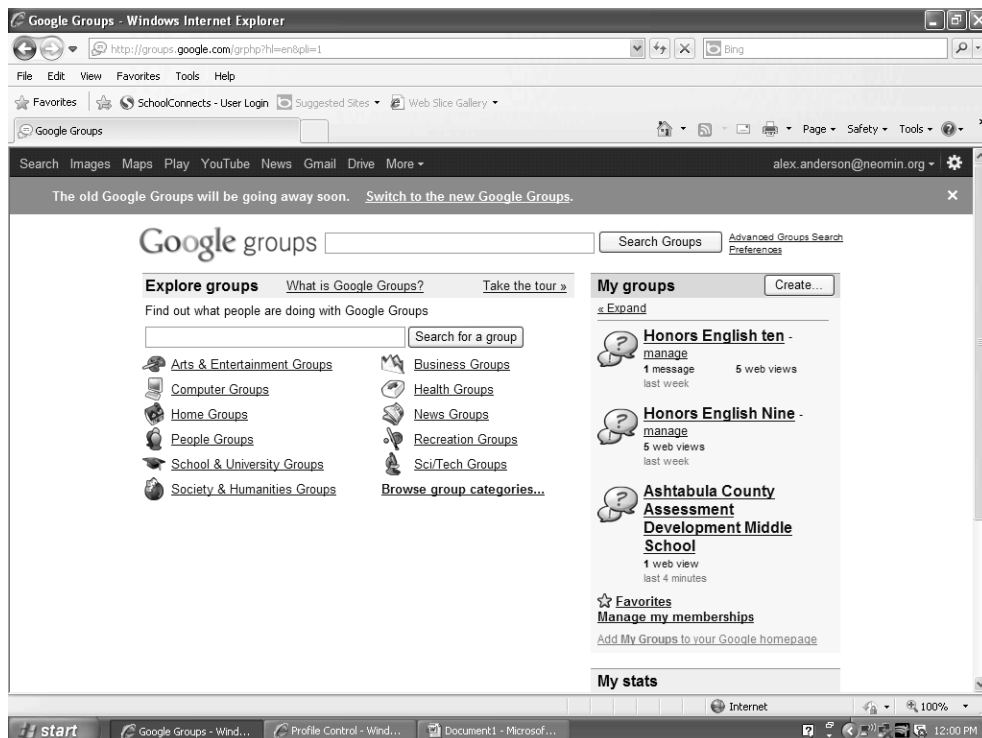 Google Groups - Windows Internet Explorer
http://groups.google.com/grphp?hl=en&pli=1
Bing
File Edit View Favorites Tools Help
Favorites SchoolConnects - User Login Suggested Sites Web Slice Gallery
Google Groups
Page Safety Tools
Search Images Maps Play YouTube News Gmail Drive More
alex.anderson@neomin.org
The old Google Groups will be going away soon. Switch to the new Google Groups.
Google groups
Search Groups
Advanced Groups Search
Preferences
Explore groups What is Google Groups? Take the tour »
Find out what people are doing with Google Groups
Search for a group
Arts & Entertainment Groups Business Groups
Computer Groups Health Groups
Home Groups News Groups
People Groups Recreation Groups
School & University Groups Sci/Tech Groups
Society & Humanities Groups Browse group categories...
My groups Create...
« Expand
Honors English ten -
manage
1 message 5 web views
last week
Honors English Nine -
manage
5 web views
last week
Ashtabula County
Assessment
Development Middle
School
1 web view
last 4 minutes
Favorites
Manage my memberships
Add My Groups to your Google homepage
My stats
Internet 100%
start Google Groups - Wind... Profile Control - Wind... Document1 - Microsof... 12:00 PM